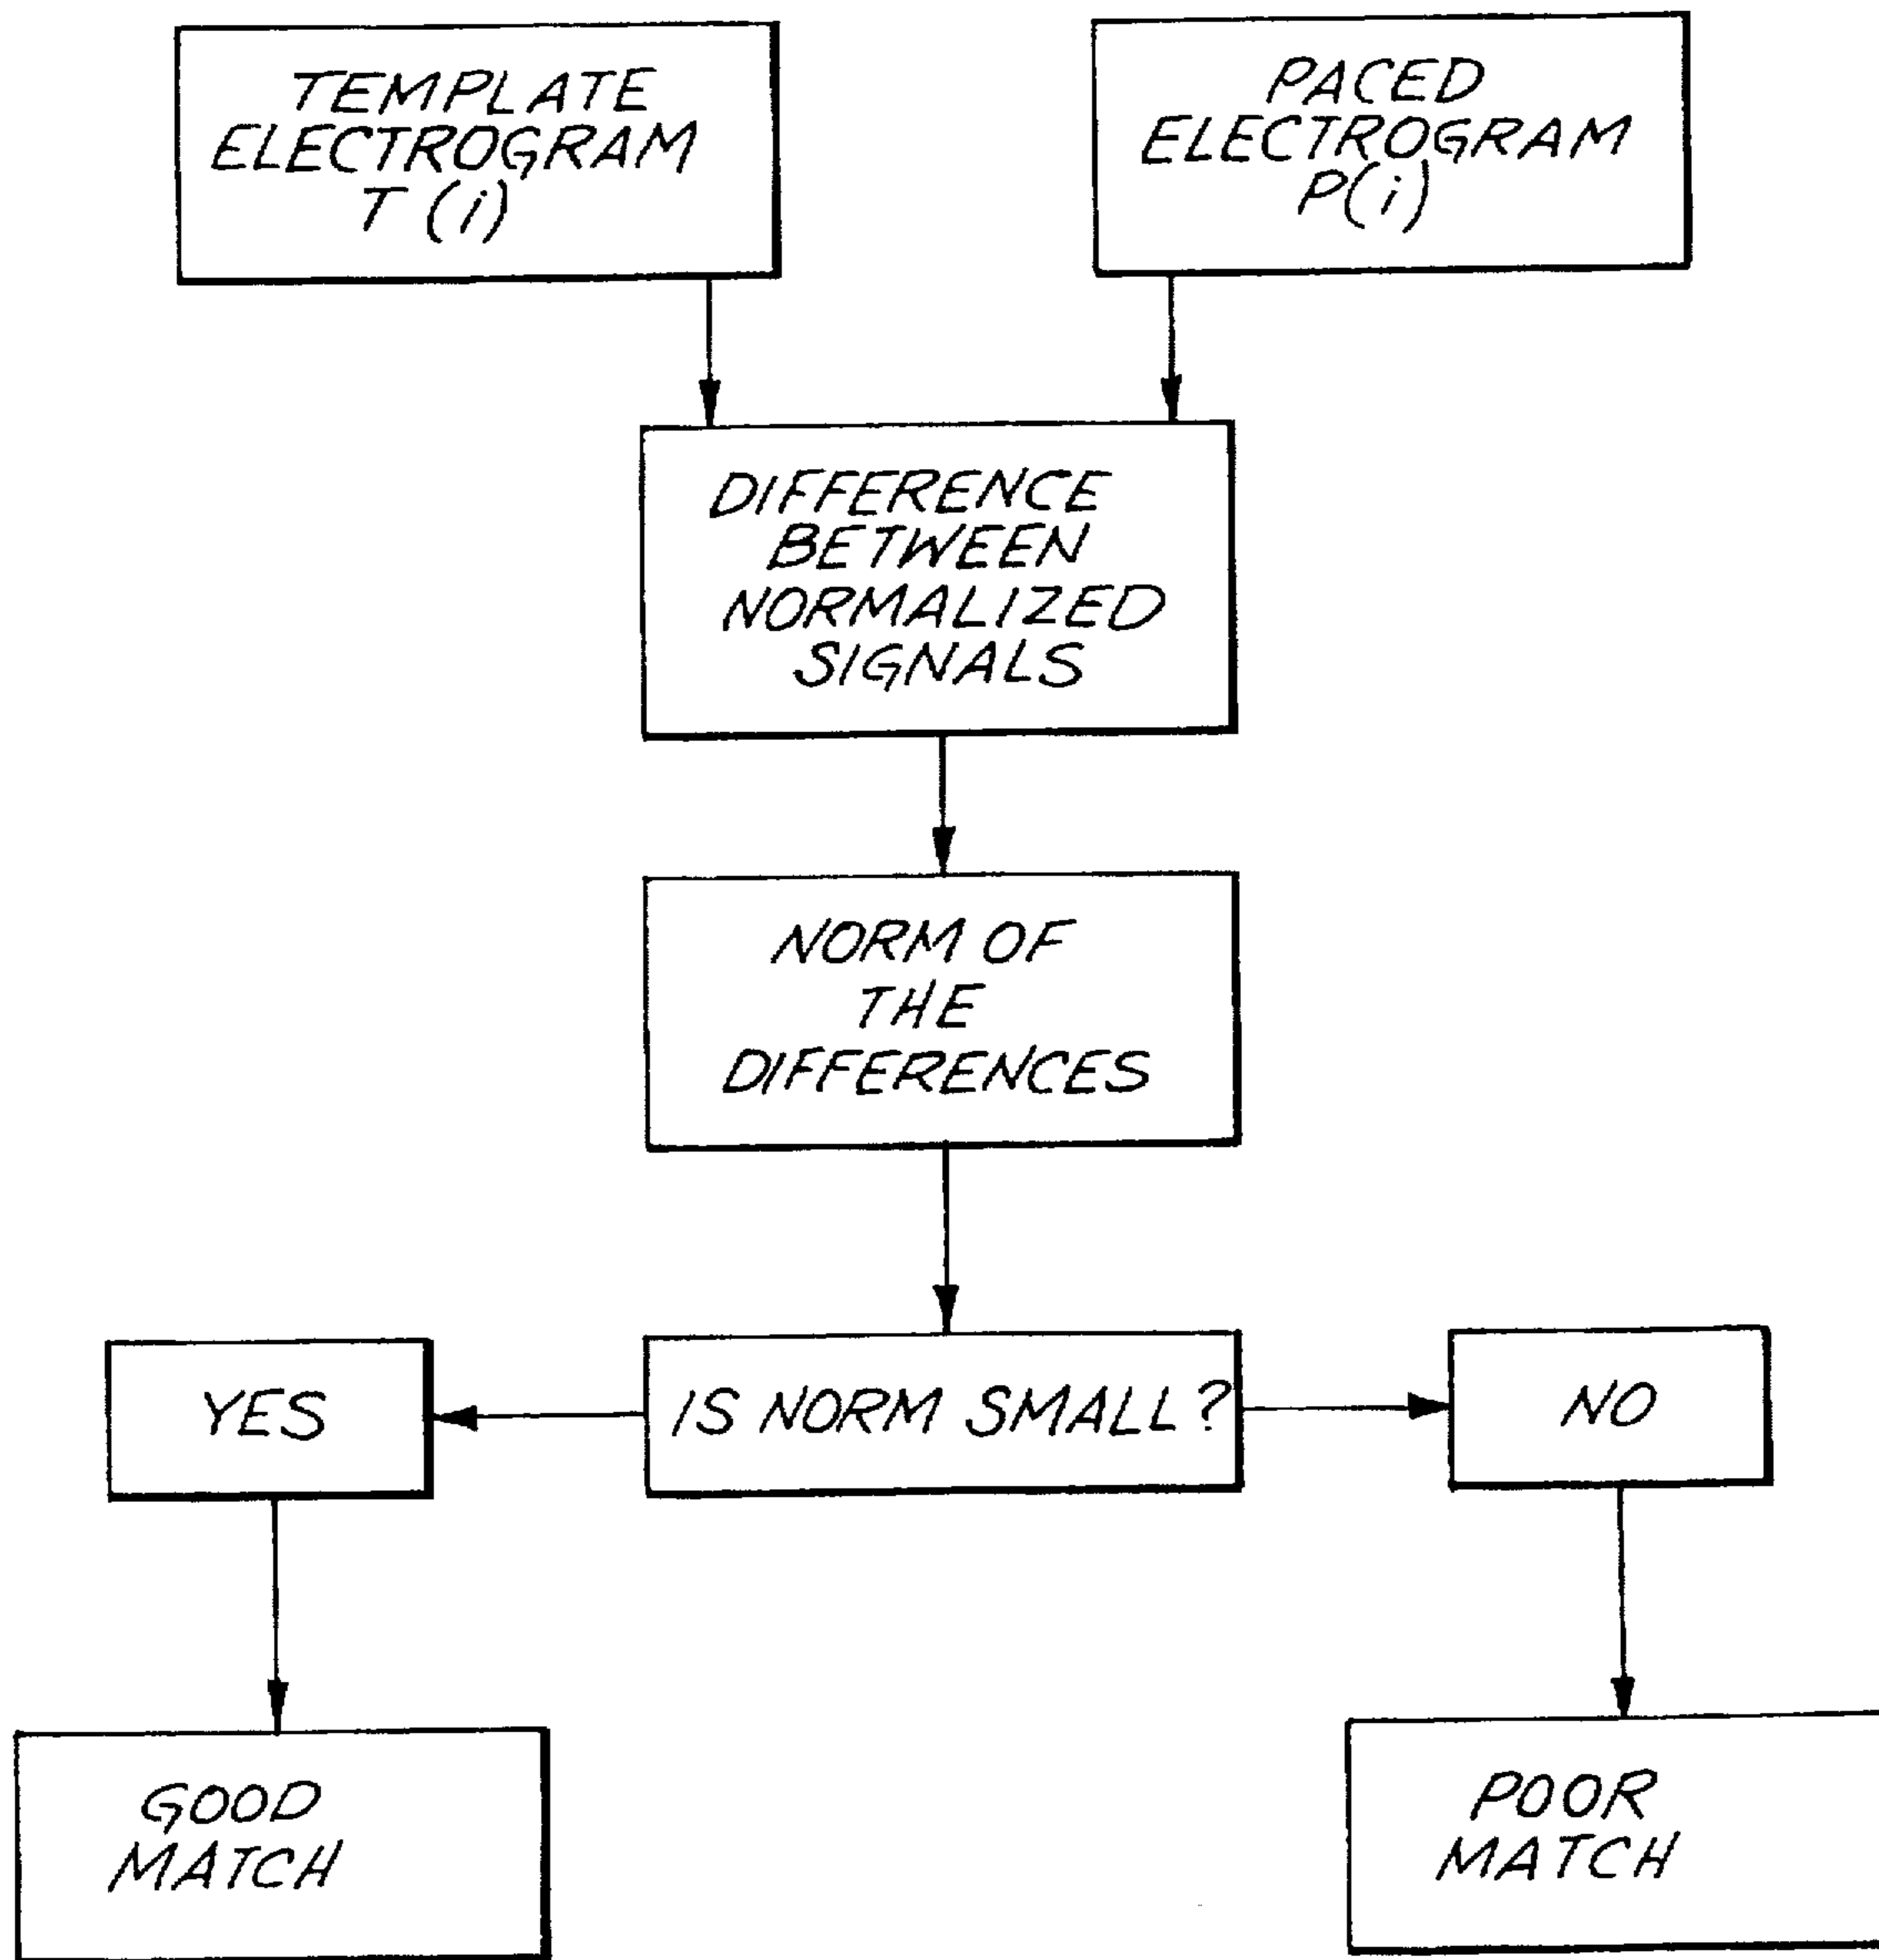 TEMPLATE
ELECTROGRAM
T (i)
PACED
ELECTROGRAM
P(i)
DIFFERENCE
BETWEEN
NORMALIZED
SIGNALS
NORM OF
THE
DIFFERENCES
YES
IS NORM SMALL?
NO
GOOD
MATCH
POOR
MATCH